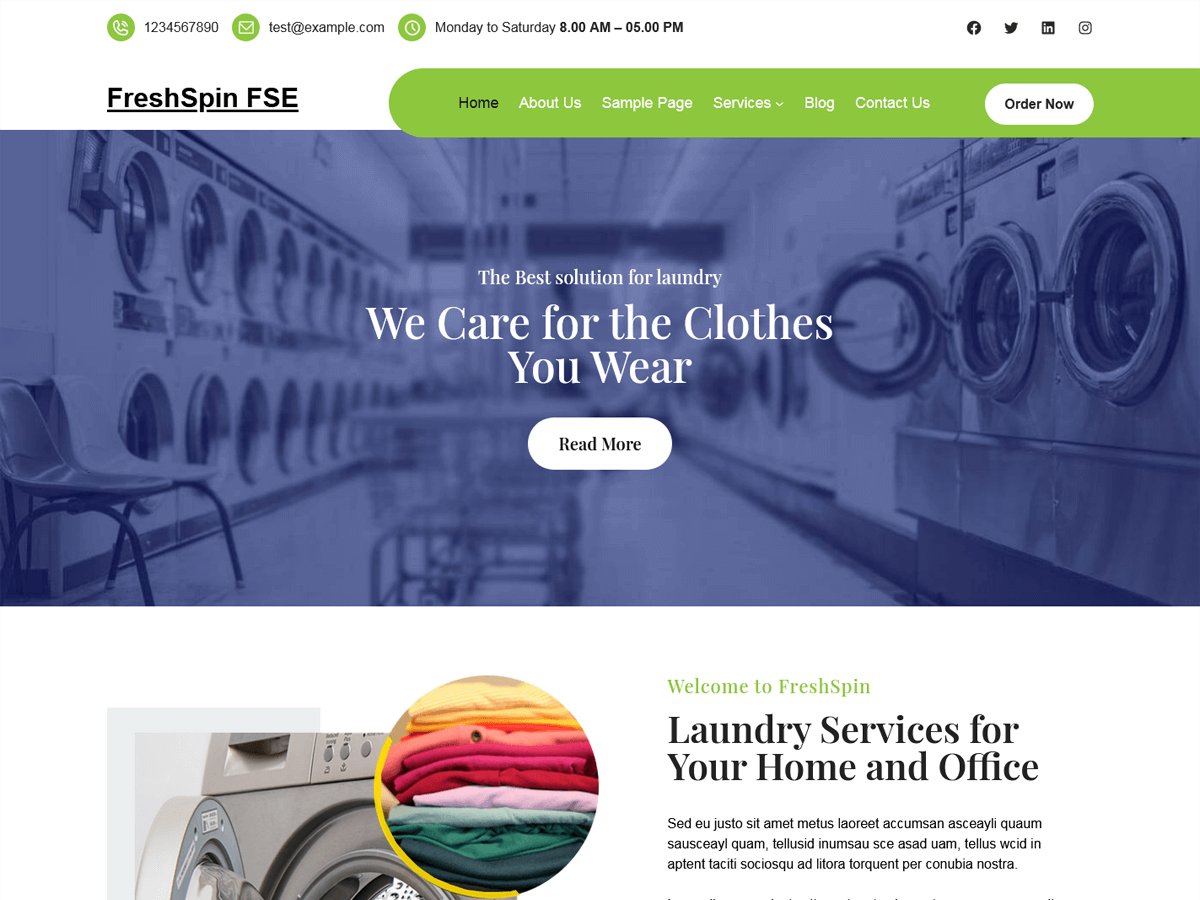 1234567890 test@example.com Monday to Saturday 8.00 AM – 05.00 PM
FreshSpin FSE
Home About Us Sample Page Services Blog Contact Us Order Now
The Best solution for laundry
We Care for the Clothes
You Wear
Read More
Welcome to FreshSpin
Laundry Services for
Your Home and Office
Sed eu justo sit amet metus laoreet accumsan asceayli quaum
sausceayl quam, tellusid inumsau sce asad uam, tellus wcid in
aptent taciti sociosqu ad litora torquent per conubia nostra.